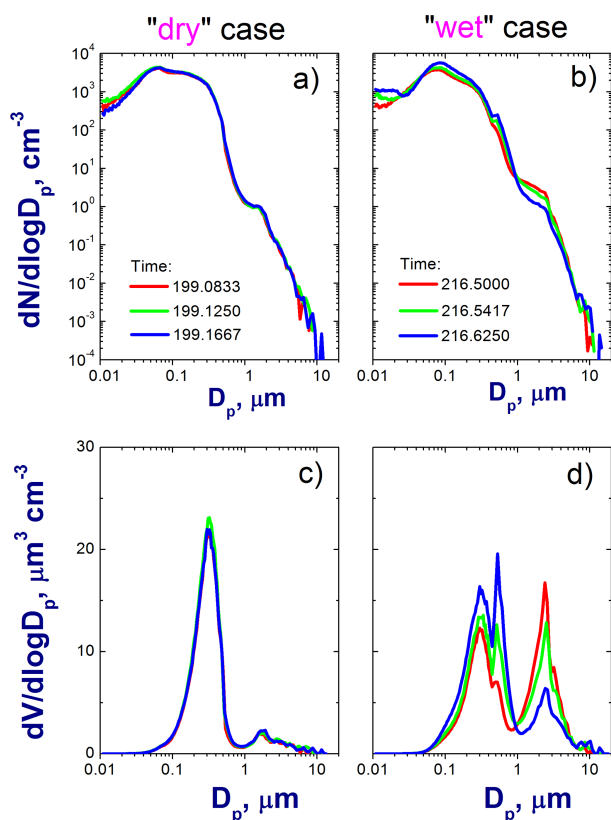 "dry" case
"wet" case
dN/dlogDp, cm-3
10^4
10^3
10^2
10^1
10^0
10^-1
10^-2
10^-3
10^-4
a)
Time:
199.0833
199.1250
199.1667
0.01 0.1 1 10
Dp, μm
b)
Time:
216.5000
216.5417
216.6250
0.01 0.1 1 10
Dp, μm
dV/dlogDp, μm3 cm-3
30
20
10
0
c)
0.01 0.1 1 10
Dp, μm
d)
0.01 0.1 1 10
Dp, μm